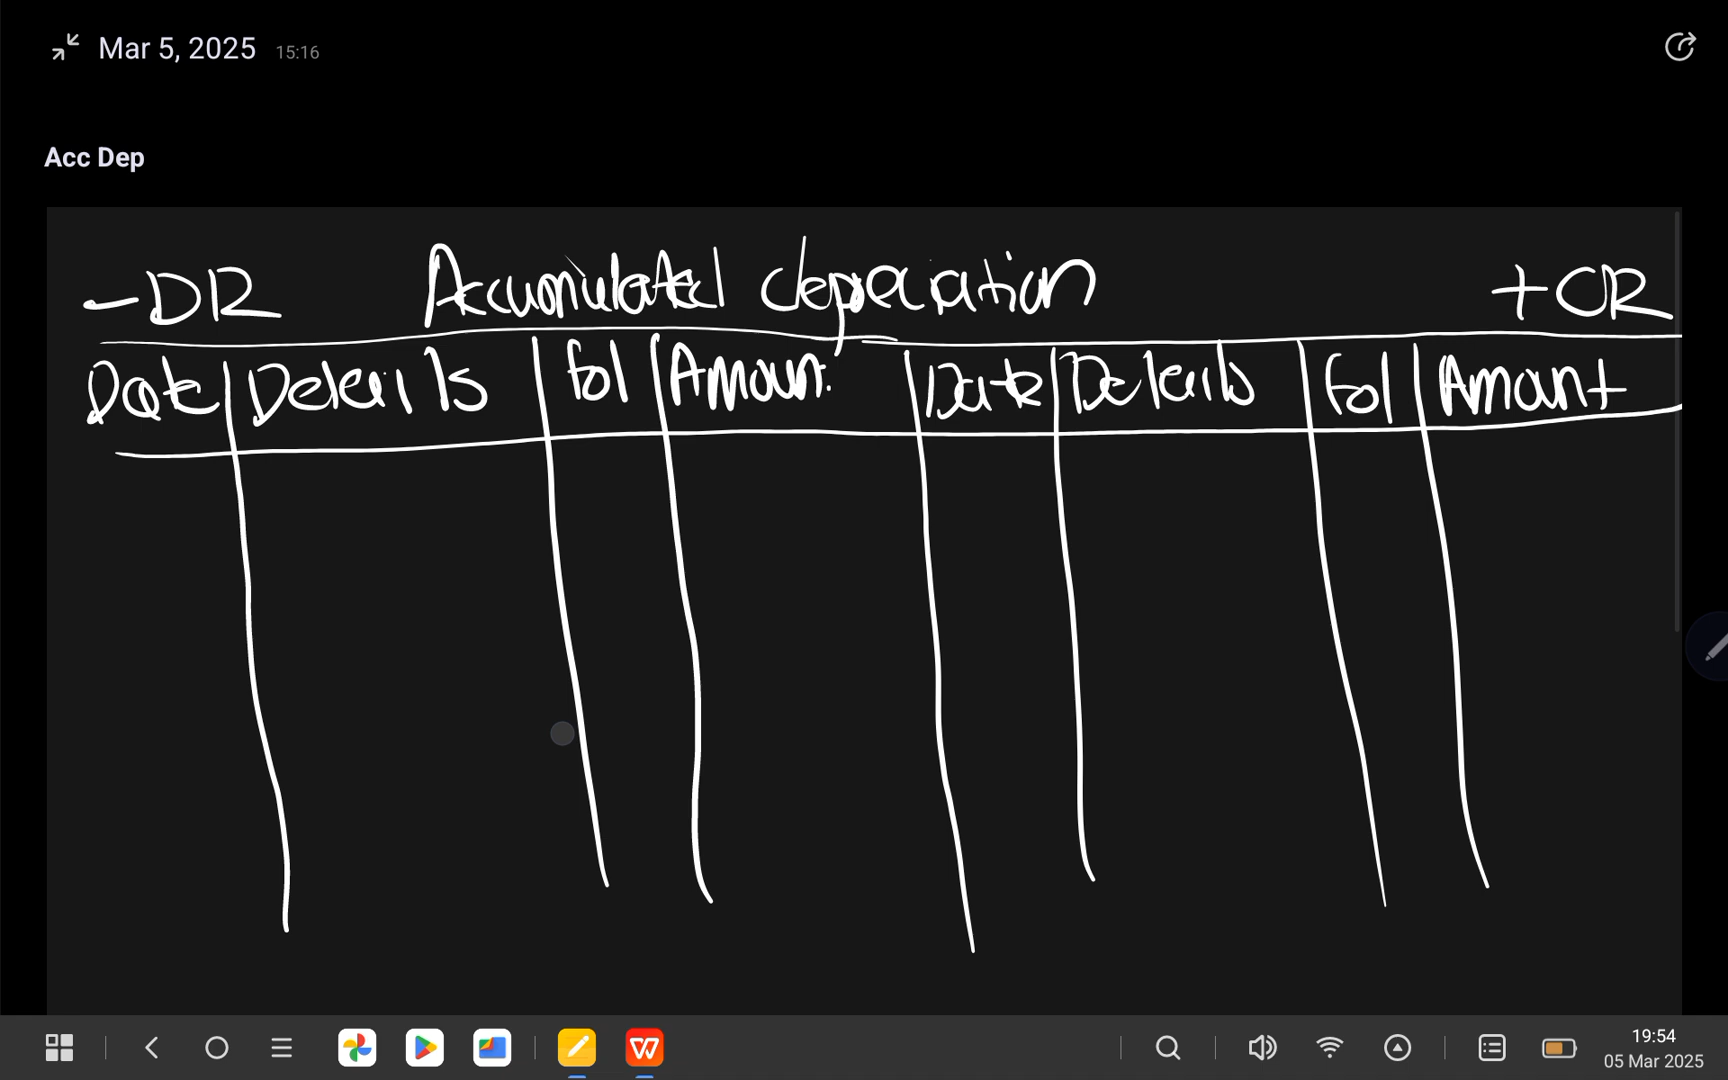 Mar 5, 2025 15:16
Acc Dep
-DR Accumulated depreciation +CR
Date Details fol Amount Date Details fol Amount
19:54
05 Mar 2025